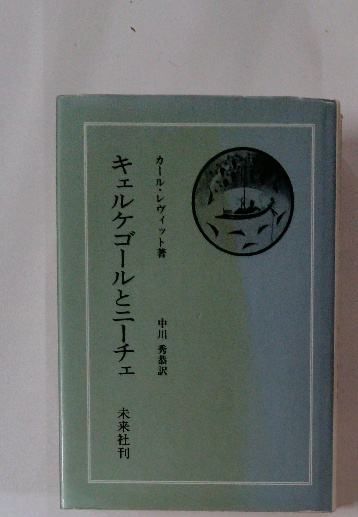 カール・レヴィット著
中川秀恭訳
キェルケゴールとニーチェ
未来社刊